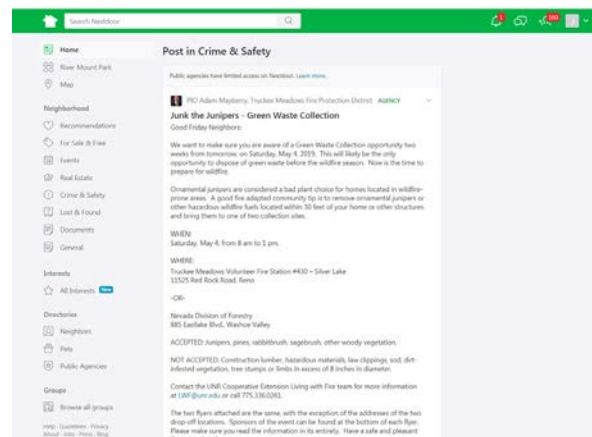 Search Nextdoor
Home
River Mount Park
Map
Neighborhood
Recommendations
For Sale & Free
Events
Real Estate
Crime & Safety
Lost & Found
Documents
General
Interests
All Interests New
Directories
Neighbors
Pets
Public Agencies
Groups
Browse all groups
Help · Guidelines · Privacy
About · Jobs · Press · Blog
Post in Crime & Safety
Public agencies have limited access on Nextdoor. Learn more.
PIO Adam Mayberry, Truckee Meadows Fire Protection District AGENCY
Junk the Junipers - Green Waste Collection
Good Friday Neighbors:
We want to make sure you are aware of a Green Waste Collection opportunity two
weeks from tomorrow, on Saturday, May 4, 2019. This will likely be the only
opportunity to dispose of green waste before the wildfire season. Now is the time to
prepare for wildfire.
Ornamental junipers are considered a bad plant choice for homes located in wildfire-
prone areas. A good fire adapted community tip is to remove ornamental junipers or
other hazardous wildfire fuels located within 30 feet of your home or other structures
and bring them to one of two collection sites.
WHEN:
Saturday, May 4, from 8 am to 1 pm.
WHERE:
Truckee Meadows Volunteer Fire Station #430 – Silver Lake
11525 Red Rock Road, Reno
-OR-
Nevada Division of Forestry
885 Eastlake Blvd., Washoe Valley
ACCEPTED: Junipers, pines, rabbitbrush, sagebrush, other woody vegetation.
NOT ACCEPTED: Construction lumber, hazardous materials, law clippings, sod, dirt-
infested vegetation, tree stumps or limbs in excess of 8 inches in diameter.
Contact the UNR Cooperative Extension Living with Fire team for more information
at LWF@unr.edu or call 775.336.0261.
The two flyers attached are the same, with the exception of the addresses of the two
drop-off locations. Sponsors of the event can be found at the bottom of each flyer.
Please make sure you read the information in its entirety. Have a safe and pleasant